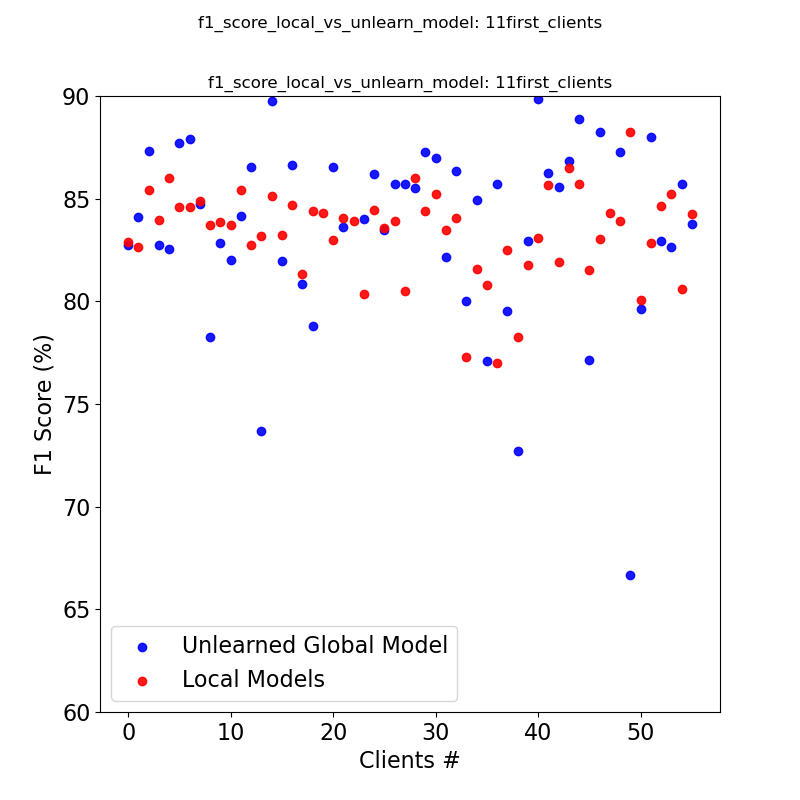 f1_score_local_vs_unlearn_model: 11first_clients
f1_score_local_vs_unlearn_model: 11first_clients
90
85
80
75
70
65
60
F1 Score (%)
Unlearned Global Model
Local Models
0 10 20 30 40 50
Clients #